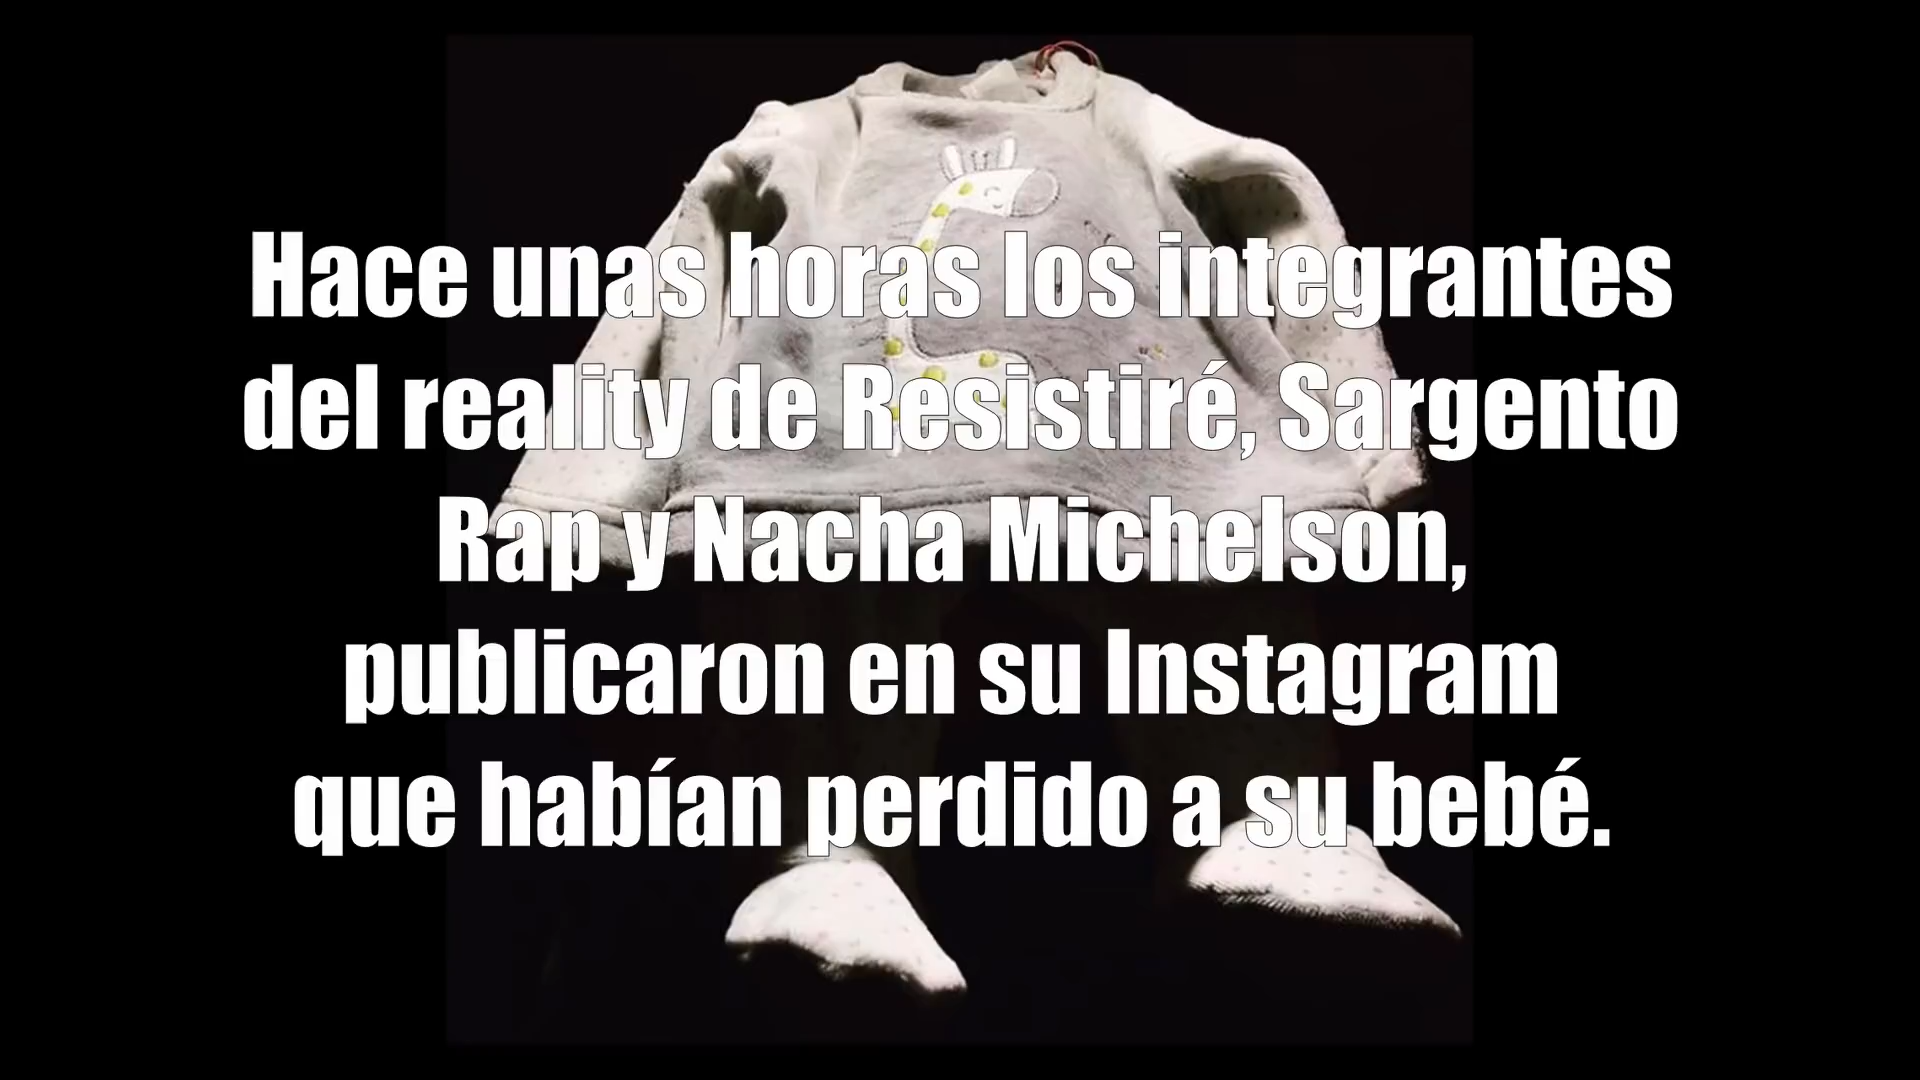 Hace unas horas los integrantes
del reality de Resistiré, Sargento
Rap y Nacha Michelson,
publicaron en su Instagram
que habían perdido a su bebé.